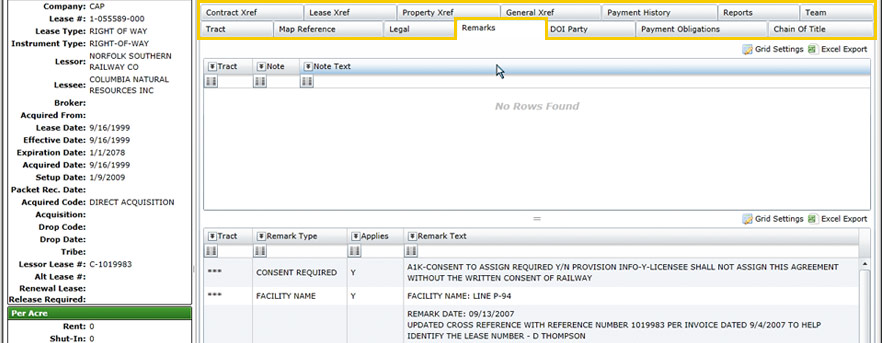 Company: CAP
Lease #: 1-055589-000
Lease Type: RIGHT OF WAY
Instrument Type: RIGHT-OF-WAY
Lessor: NORFOLK SOUTHERN
RAILWAY CO
Lessee: COLUMBIA NATURAL
RESOURCES INC
Broker:
Acquired From:
Lease Date: 9/16/1999
Effective Date: 9/16/1999
Expiration Date: 1/1/2078
Acquired Date: 9/16/1999
Setup Date: 1/9/2009
Packet Rec. Date:
Acquired Code: DIRECT ACQUISITION
Acquisition:
Drop Code:
Drop Date:
Tribe:
Lessor Lease #: C-1019983
Alt Lease #:
Renewal Lease:
Release Required:
Per Acre
Rent: 0
Shut-In: 0
Contract Xref Lease Xref Property Xref General Xref Payment History Reports Team
Tract Map Reference Legal Remarks DOI Party Payment Obligations Chain Of Title
Grid Settings Excel Export
Tract Note Note Text
No Rows Found
Grid Settings Excel Export
Tract Remark Type Applies Remark Text
*** CONSENT REQUIRED Y A1K-CONSENT TO ASSIGN REQUIRED Y/N PROVISION INFO-Y-LICENSEE SHALL NOT ASSIGN THIS AGREEMENT
WITHOUT THE WRITTEN CONSENT OF RAILWAY
*** FACILITY NAME Y FACILITY NAME: LINE P-94
REMARK DATE: 09/13/2007
UPDATED CROSS REFERENCE WITH REFERENCE NUMBER 1019983 PER INVOICE DATED 9/4/2007 TO HELP
IDENTIFY THE LEASE NUMBER - D THOMPSON